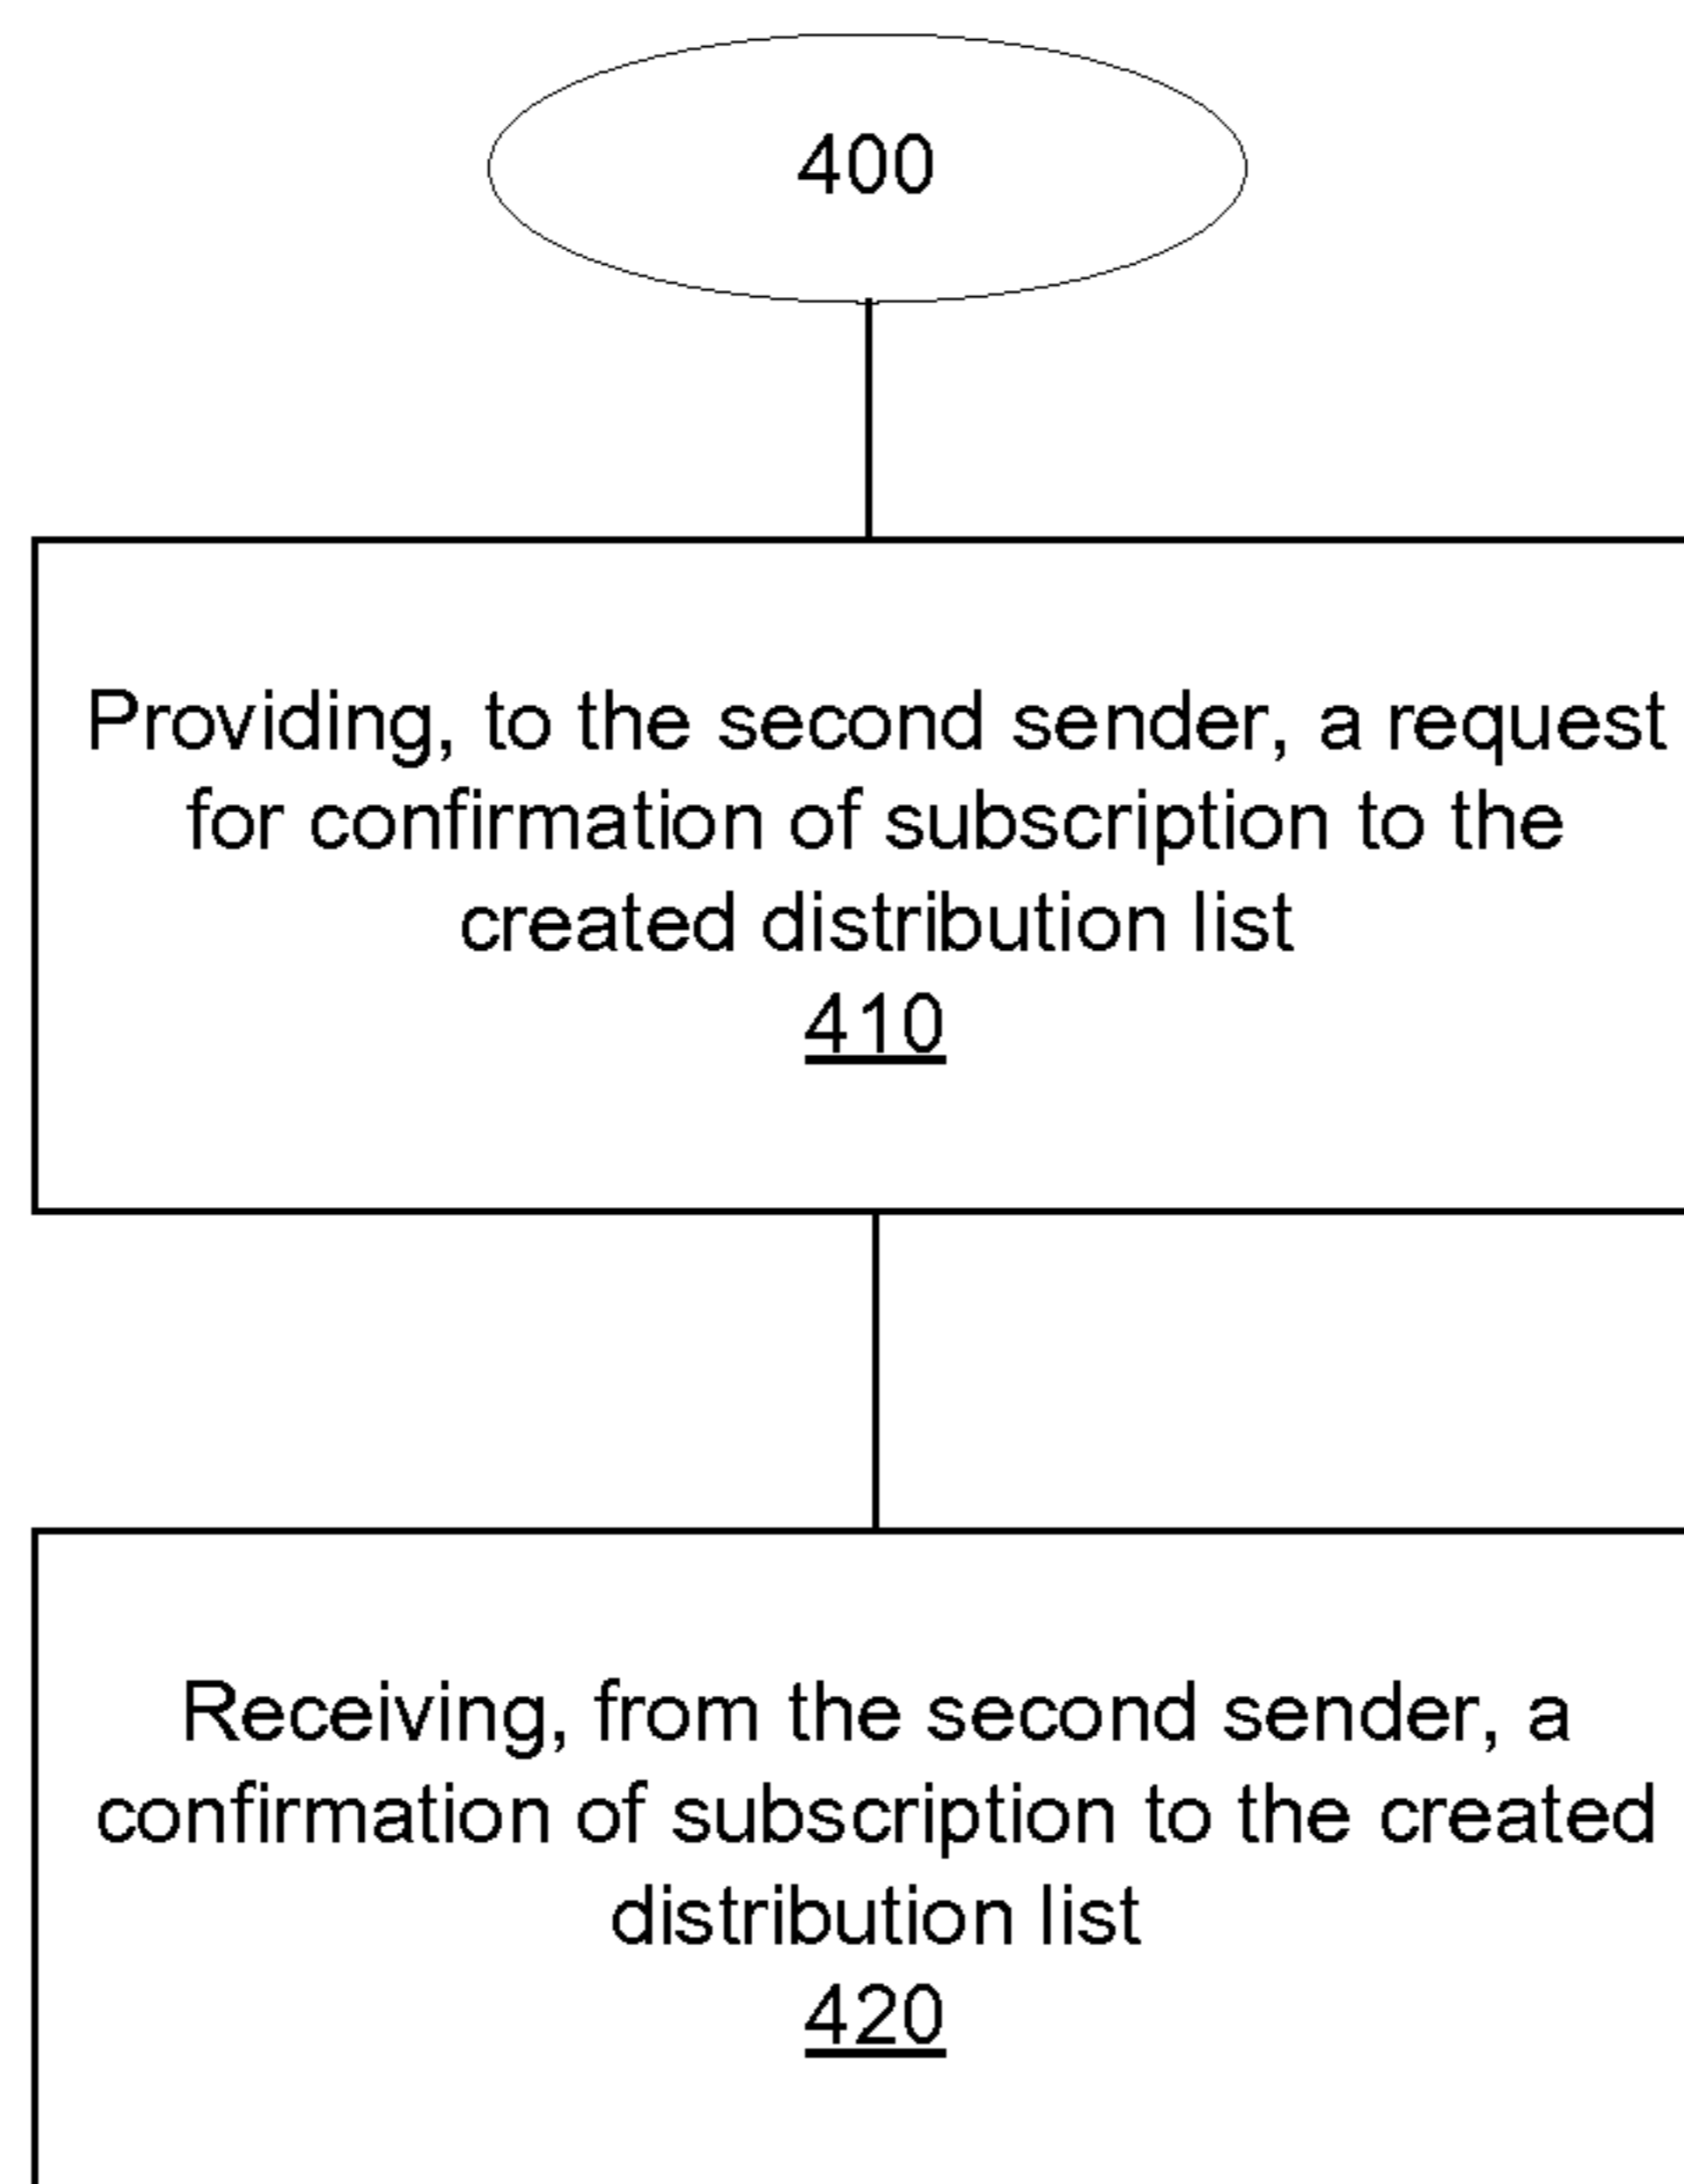 400
Providing, to the second sender, a request
for confirmation of subscription to the
created distribution list
410
Receiving, from the second sender, a
confirmation of subscription to the created
distribution list
420